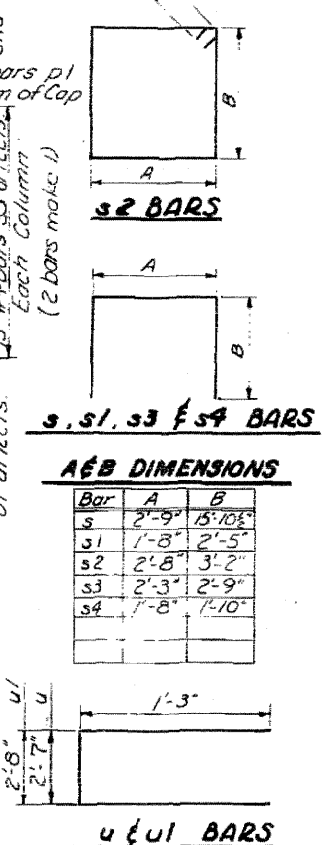 ars p1
n of Cap
Each Column
(2 bars make 1)
B
A
s2 BARS
A
B
s, s1, s3 & s4 BARS
A&B DIMENSIONS
Bar A B
s 2'-9" 15'-10½"
s1 1'-8" 2'-5"
s2 2'-8" 3'-2"
s3 2'-3" 2'-9"
s4 1'-8" 1'-10"
1'-3"
u1 u
2'-8" 2'-7"
u & u1 BARS